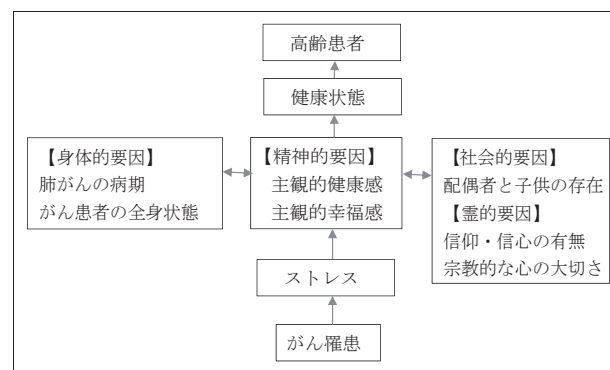 高齢患者
健康状態
【身体的要因】
肺がんの病期
がん患者の全身状態
【精神的要因】
主観的健康感
主観的幸福感
【社会的要因】
配偶者と子供の存在
【霊的要因】
信仰・信心の有無
宗教的な心の大切さ
ストレス
がん罹患